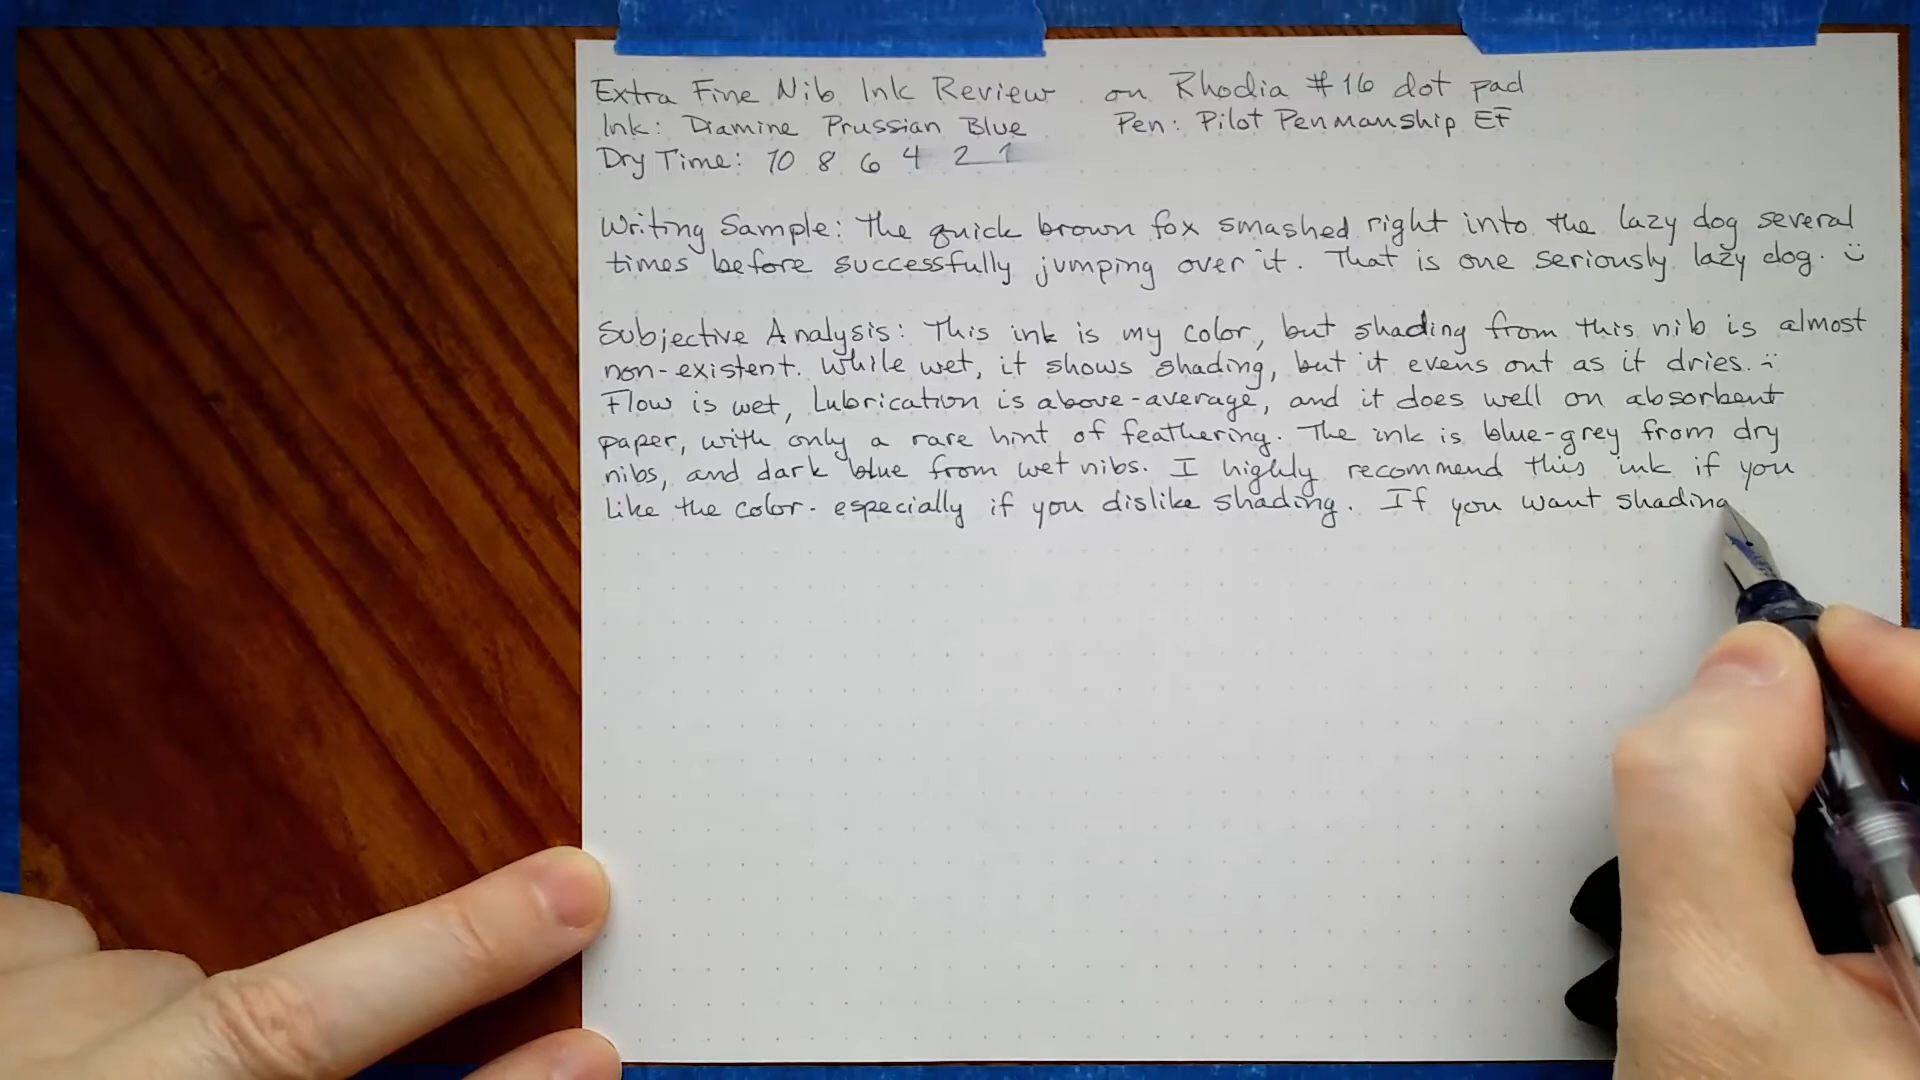 Extra Fine Nib Ink Review on Rhodia #16 dot pad
Ink: Diamine Prussian Blue Pen: Pilot Penmanship EF
Dry Time: 10 8 6 4 2 1
Writing Sample: The quick brown fox smashed right into the lazy dog several
times before successfully jumping over it. That is one seriously lazy dog. :)
Subjective Analysis: This ink is my color, but shading from this nib is almost
non-existent. While wet, it shows shading, but it evens out as it dries. :(
Flow is wet, Lubrication is above-average, and it does well on absorbent
paper, with only a rare hint of feathering. The ink is blue-grey from dry
nibs, and dark blue from wet nibs. I highly recommend this ink if you
like the color - especially if you dislike shading. If you want shading